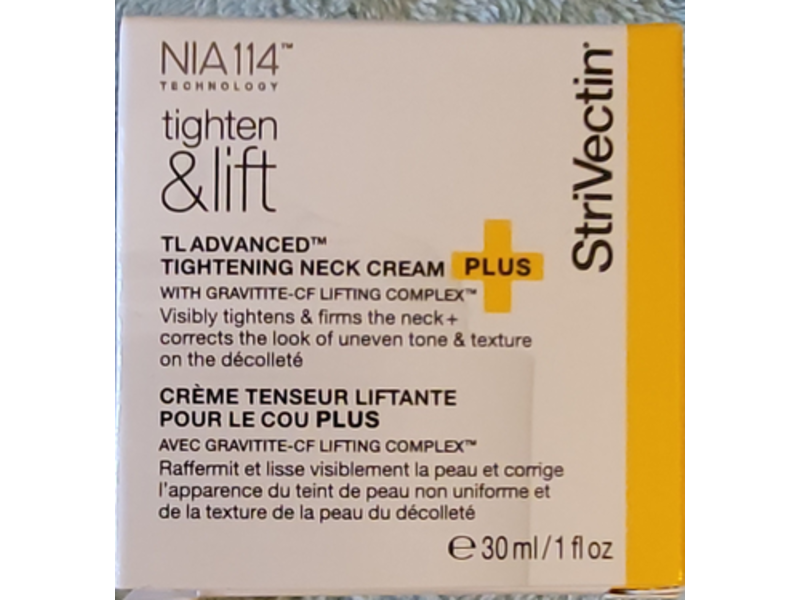 NIA114™
TECHNOLOGY
tighten
&lift
TL ADVANCED™
TIGHTENING NECK CREAM PLUS
WITH GRAVITITE-CF LIFTING COMPLEX™
Visibly tightens & firms the neck+
corrects the look of uneven tone & texture
on the décolleté
CRÈME TENSEUR LIFTANTE
POUR LE COU PLUS
AVEC GRAVITITE-CF LIFTING COMPLEX™
Raffermit et lisse visiblement la peau et corrige
l'apparence du teint de peau non uniforme et
de la texture de la peau du décolleté
℮ 30 ml/1 fl oz
StriVectin®